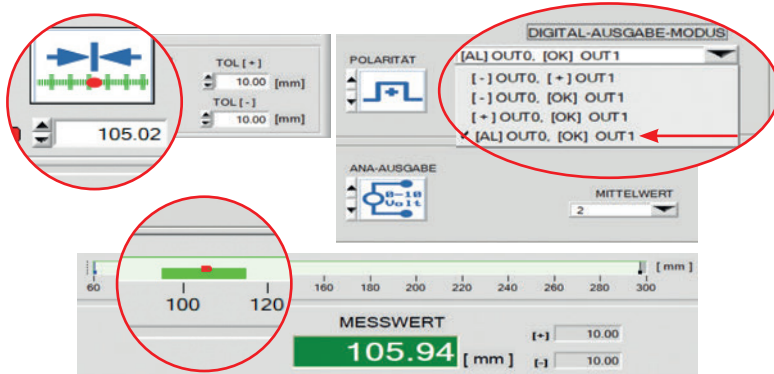 105.02
TOL [+]
10.00 [mm]
TOL [-]
10.00 [mm]
DIGITAL-AUSGABE-MODUS
POLARITÄT
[AL] OUT0, [OK] OUT1
[-] OUT0, [+] OUT1
[-] OUT0, [OK] OUT1
[+] OUT0, [OK] OUT1
✔ [AL] OUT0, [OK] OUT1
ANA-AUSGABE
0-10
Volt
MITTELWERT
2
[mm]
60 100 120 160 180 200 220 240 260 280 300
MESSWERT
105.94 [mm]
[+] 10.00
[-] 10.00